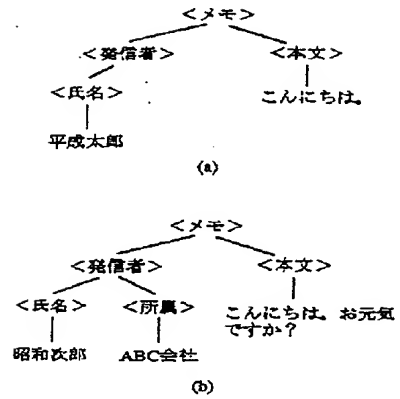 <メモ>
<発信者> <本文>
<氏名> こんにちは。
平成太郎
(a)
<メモ>
<発信者> <本文>
<氏名> <所属> こんにちは。お元気
ですか?
昭和次郎 ABC会社
(b)